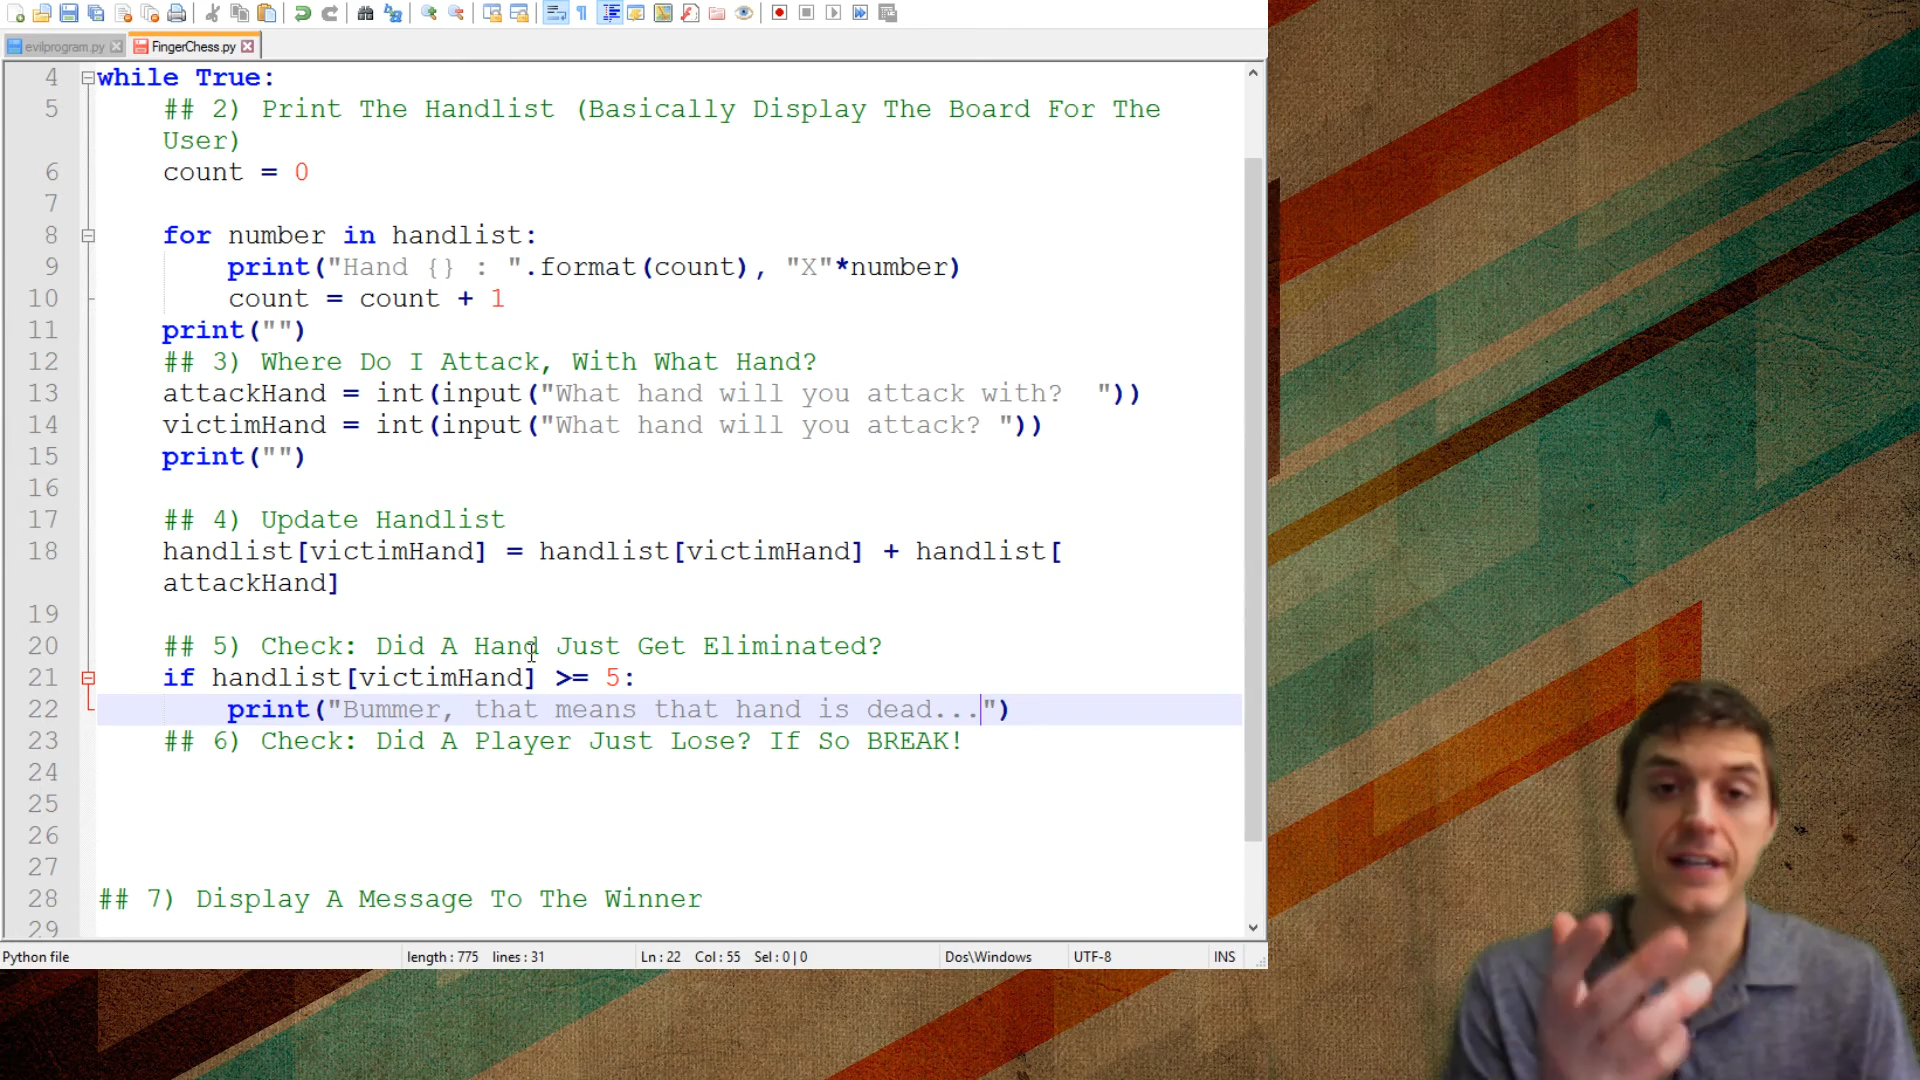 evilprogram.py FingerChess.py
4 while True:
5 ## 2) Print The Handlist (Basically Display The Board For The
User)
6 count = 0
7
8 for number in handlist:
9 print("Hand {} : ".format(count), "X"*number)
10 count = count + 1
11 print("")
12 ## 3) Where Do I Attack, With What Hand?
13 attackHand = int(input("What hand will you attack with?  "))
14 victimHand = int(input("What hand will you attack? "))
15 print("")
16
17 ## 4) Update Handlist
18 handlist[victimHand] = handlist[victimHand] + handlist[
attackHand]
19
20 ## 5) Check: Did A Hand Just Get Eliminated?
21 if handlist[victimHand] >= 5:
22 print("Bummer, that means that hand is dead...")
23 ## 6) Check: Did A Player Just Lose? If So BREAK!
24
25
26
27
28 ## 7) Display A Message To The Winner
29
Python file length : 775 lines : 31 Ln : 22 Col : 55 Sel : 0 | 0 Dos\Windows UTF-8 INS